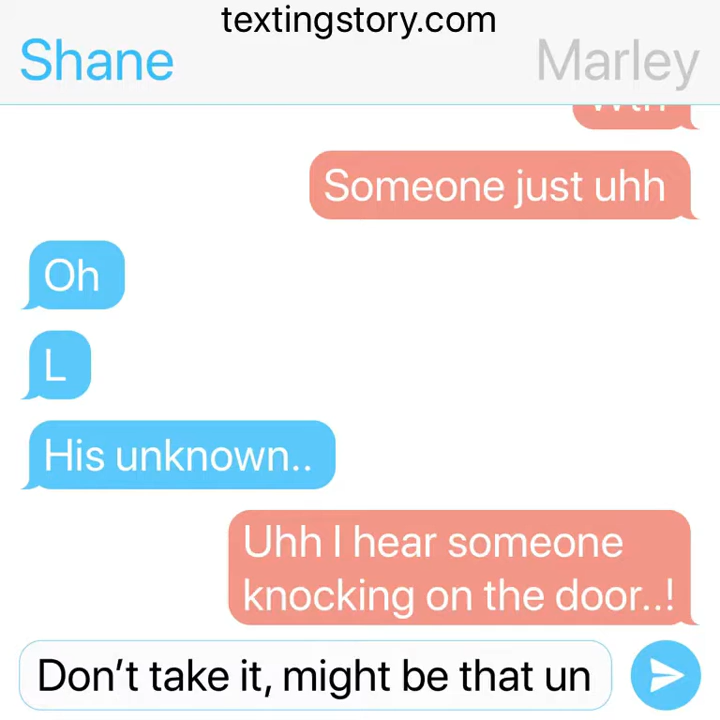 textingstory.com
Shane
Marley
Someone just uhh
Oh
L
His unknown..
Uhh I hear someone
knocking on the door..!
Don't take it, might be that un